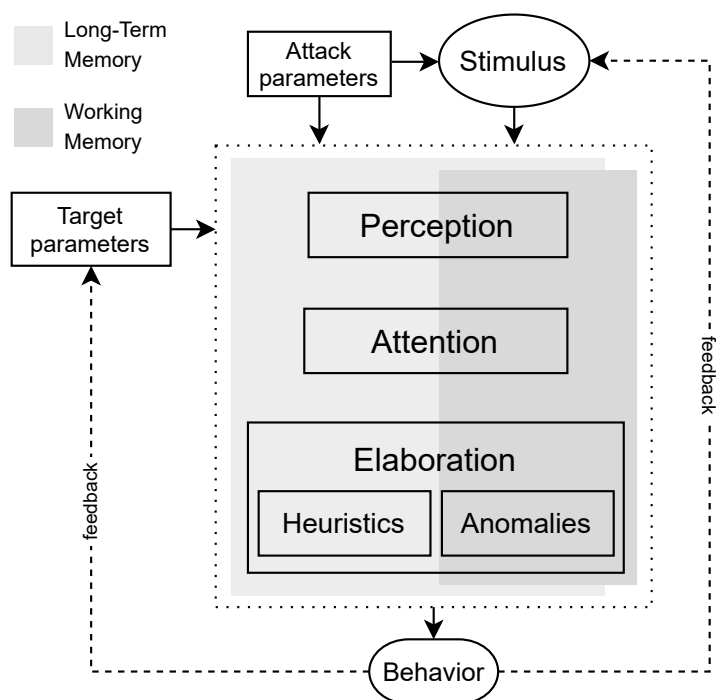 Long-Term
Memory
Working
Memory
Attack
parameters
Stimulus
Target
parameters
Perception
Attention
Elaboration
Heuristics
Anomalies
feedback
feedback
Behavior